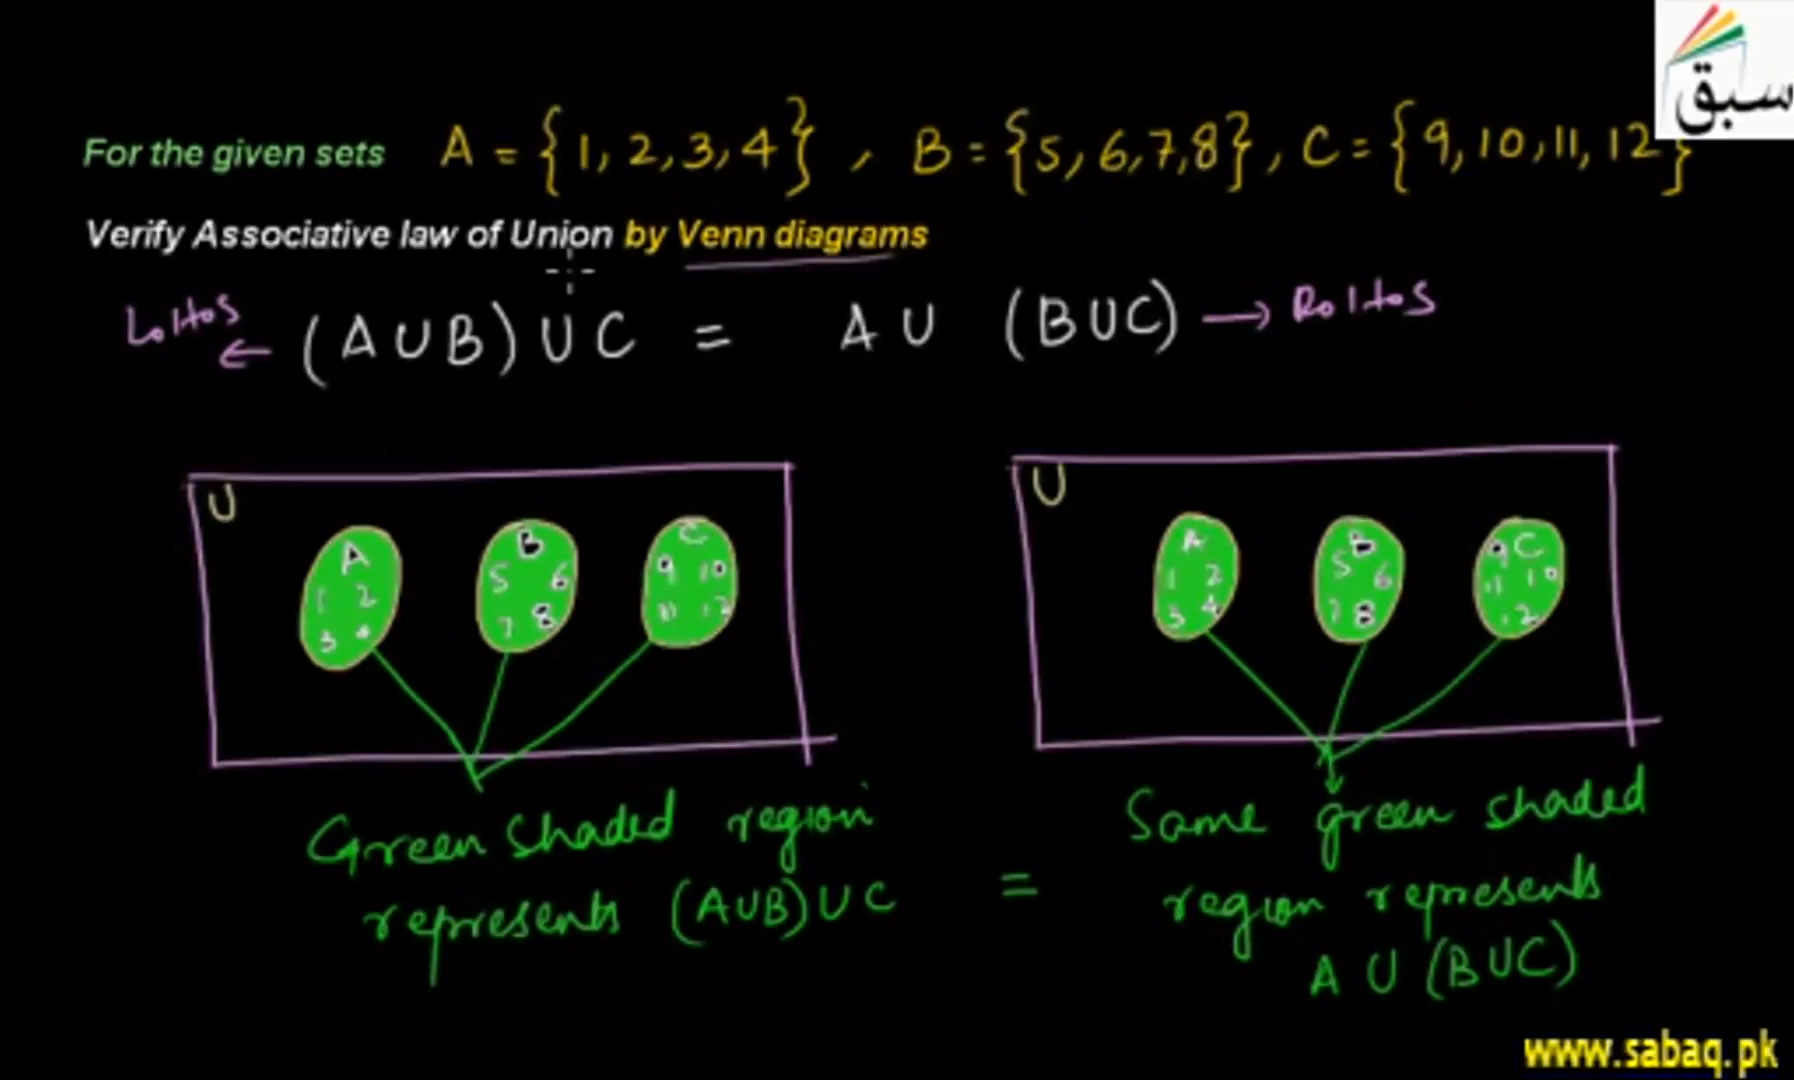 سبق
For the given sets A = {1, 2, 3, 4} , B = {5, 6, 7, 8} , C = {9, 10, 11, 12}
Verify Associative law of Union by Venn diagrams
L.H.S ← (A ∪ B) ∪ C = A ∪ (B ∪ C) → R.H.S
U
A
1 2
3 4
B
5 6
7 8
C
9 10
11 12
U
A
1 2
3 4
B
5 6
7 8
9 C
11 10
12
Green shaded region
represents (A∪B) ∪ C
=
Same green shaded
region represents
A ∪ (B ∪ C)
www.sabaq.pk